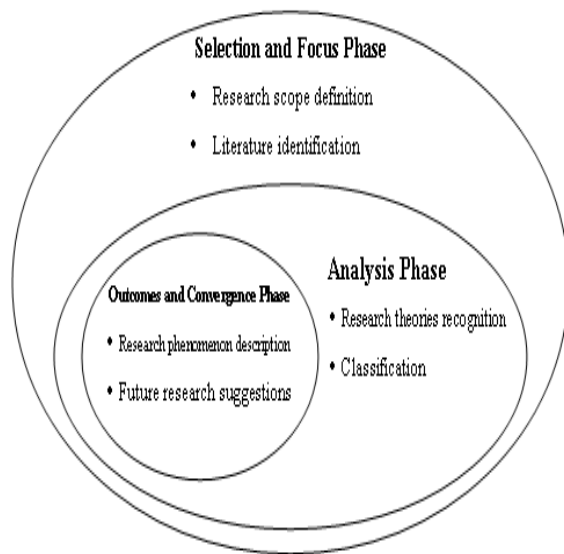 Selection and Focus Phase
• Research scope definition
• Literature identification
Analysis Phase
• Research theories recognition
• Classification
Outcomes and Convergence Phase
• Research phenomenon description
• Future research suggestions